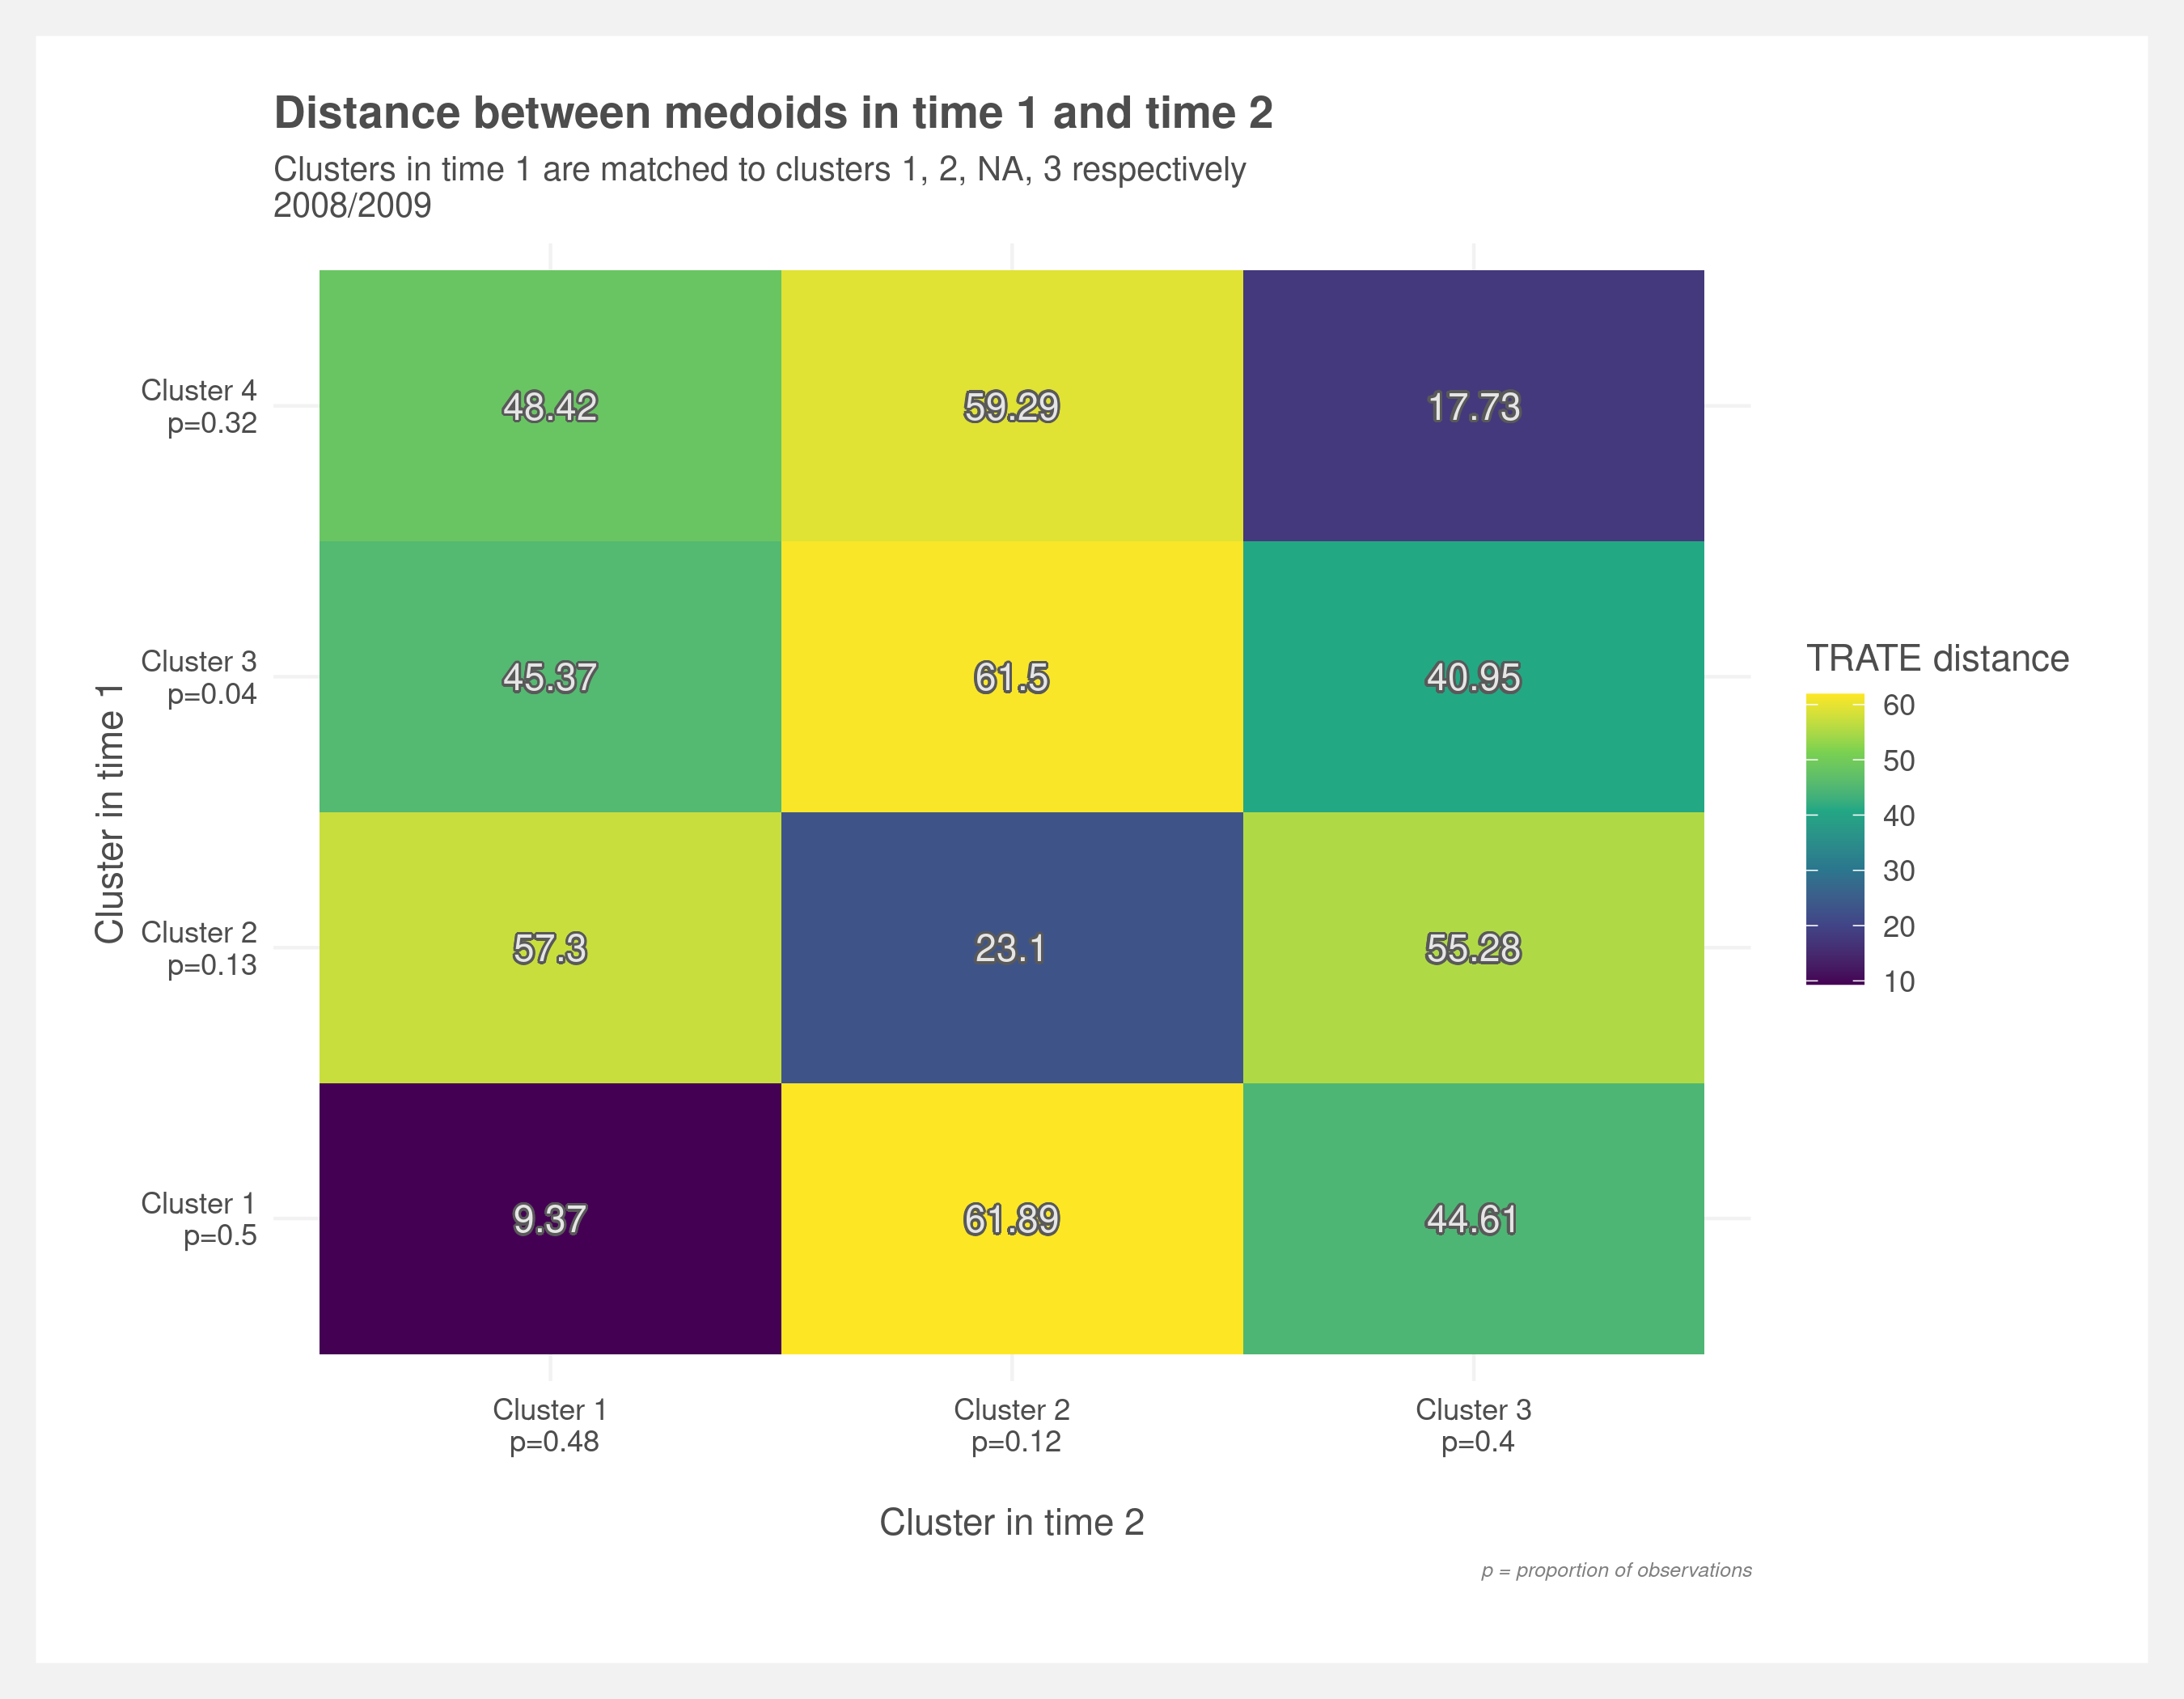 Distance between medoids in time 1 and time 2
Clusters in time 1 are matched to clusters 1, 2, NA, 3 respectively
2008/2009
Cluster in time 1
Cluster 4
p=0.32
48.42
59.29
17.73
Cluster 3
p=0.04
45.37
61.5
40.95
Cluster 2
p=0.13
57.3
23.1
55.28
Cluster 1
p=0.5
9.37
61.89
44.61
Cluster 1
p=0.48
Cluster 2
p=0.12
Cluster 3
p=0.4
Cluster in time 2
TRATE distance
60
50
40
30
20
10
p = proportion of observations